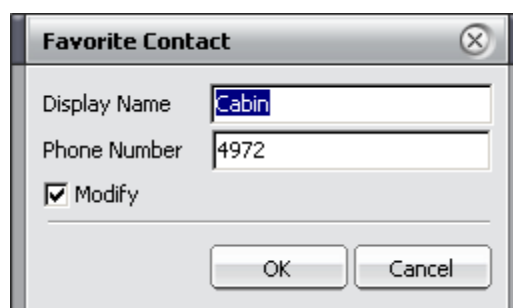 Favorite Contact
Display Name Cabin
Phone Number 4972
Modify
OK Cancel